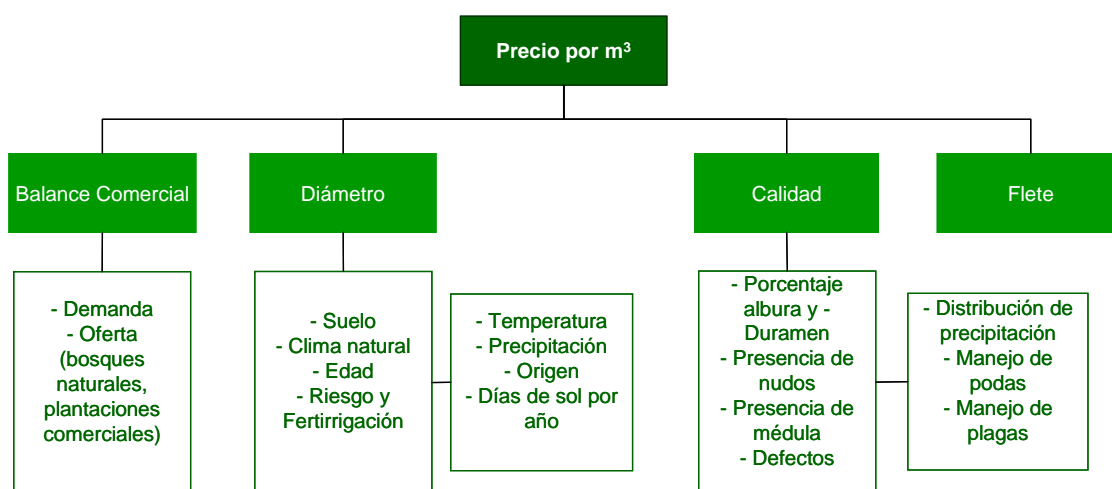 Precio por m³
Balance Comercial
Diámetro
Calidad
Flete
- Demanda
- Oferta
(bosques
naturales,
plantaciones
comerciales)
- Suelo
- Clima natural
- Edad
- Riesgo y
Fertirrigación
- Temperatura
- Precipitación
- Origen
- Días de sol por
año
- Porcentaje
albura y -
Duramen
- Presencia de
nudos
- Presencia de
médula
- Defectos
- Distribución de
precipitación
- Manejo de
podas
- Manejo de
plagas